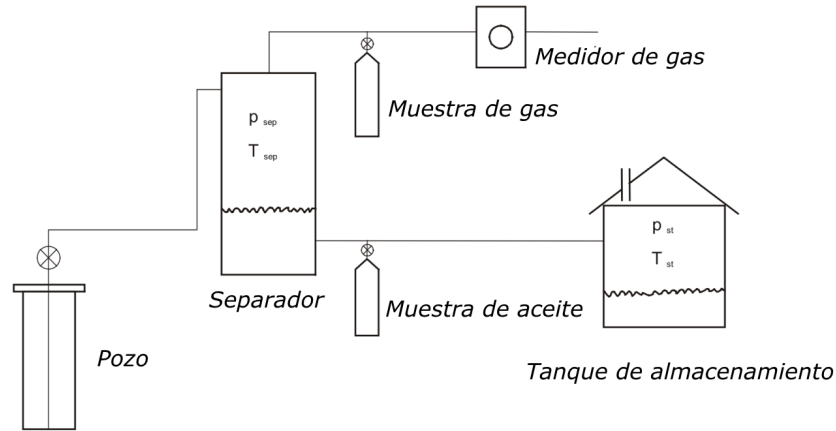 Medidor de gas
Muestra de gas
p sep
T sep
p st
T st
Separador
Muestra de aceite
Pozo
Tanque de almacenamiento